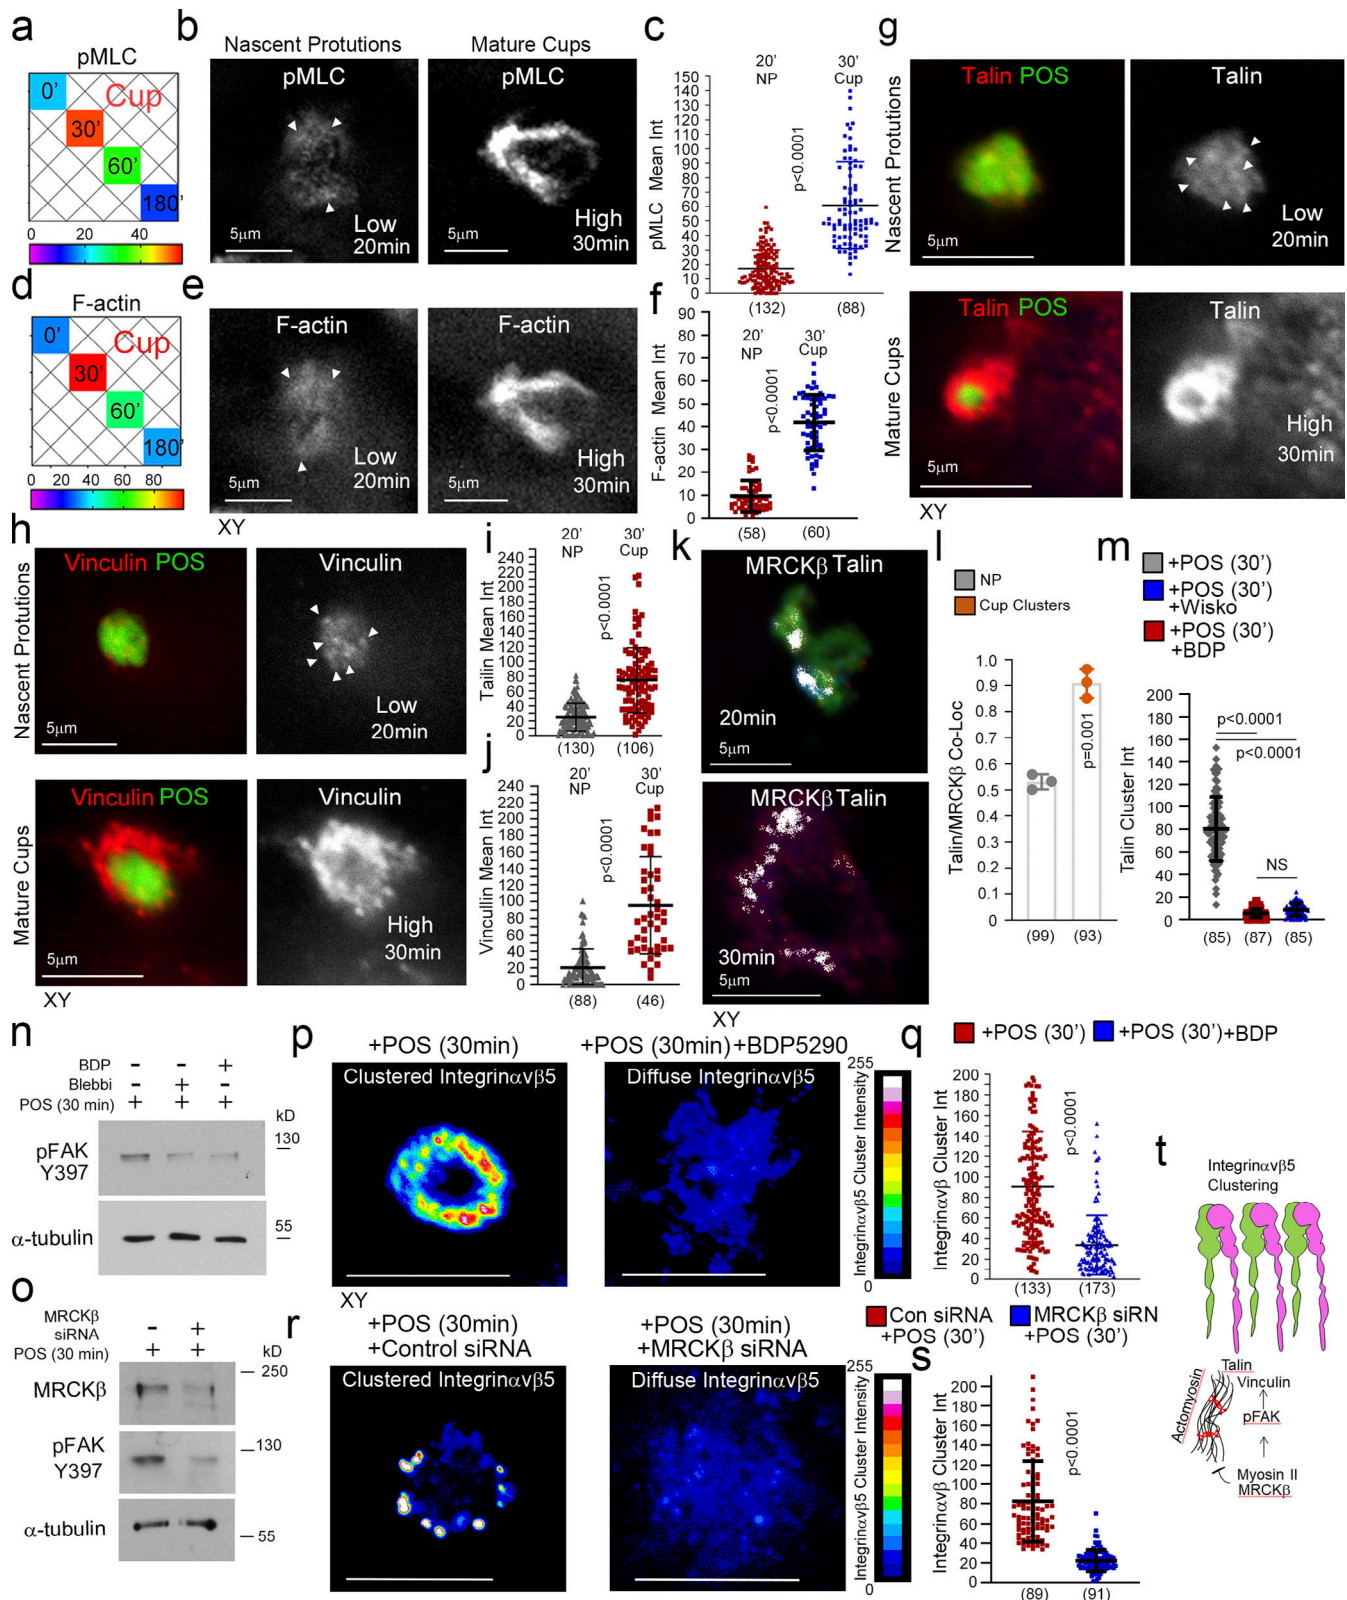 a
pMLC
0'
Cup
30'
60'
180'
0 20 40
b
Nascent Protutions
Mature Cups
pMLC
Low
20min
5μm
pMLC
High
30min
5μm
c
20'
NP
30'
Cup
pMLC Mean Int
150
140
130
120
110
100
90
80
70
60
50
40
30
20
10
0
p<0.0001
(132)
(88)
d
F-actin
0'
Cup
30'
60'
180'
0 20 40 60 80
e
F-actin
Low
20min
5μm
F-actin
High
30min
5μm
XY
f
20'
NP
30'
Cup
F-actin Mean Int
90
80
70
60
50
40
30
20
10
0
p<0.0001
(58)
(60)
g
Nascent Protutions
Talin POS
5μm
Talin
Low
20min
Mature Cups
Talin POS
5μm
Talin
High
30min
XY
h
Nascent Protutions
Vinculin POS
5μm
Vinculin
Low
20min
Mature Cups
Vinculin POS
5μm
Vinculin
High
30min
XY
i
20'
NP
30'
Cup
Tailin Mean Int
240
220
200
180
160
140
120
100
80
60
40
20
0
p<0.0001
(130)
(106)
j
20'
NP
30'
Cup
Vincullin Mean Int
240
220
200
180
160
140
120
100
80
60
40
20
0
p<0.0001
(88)
(46)
k
MRCKβ Talin
20min
5μm
MRCKβ Talin
30min
5μm
XY
l
NP
Cup Clusters
Talin/MRCKβ Co-Loc
1.0
0.9
0.8
0.7
0.6
0.5
0.4
0.3
0.2
0.1
0
p=0.001
(99)
(93)
m
+POS (30')
+POS (30')
+Wisko
+POS (30')
+BDP
Talin Cluster Int
200
180
160
140
120
100
80
60
40
20
0
p<0.0001
p<0.0001
NS
(85)
(87)
(85)
n
BDP - - +
Blebbi - + -
POS (30 min) + + +
kD
pFAK
Y397
130
α-tubulin
55
o
MRCKβ
siRNA - +
POS (30 min) + +
kD
250
MRCKβ
pFAK
Y397
130
α-tubulin
55
p
+POS (30min)
Clustered Integrinαvβ5
XY
+POS (30min)+BDP5290
Diffuse Integrinαvβ5
255
Integrinαvβ5 Cluster Intensity
0
q
+POS (30')
+POS (30')+BDP
Integrinαvβ Cluster Int
200
180
160
140
120
100
80
60
40
20
0
p<0.0001
(133)
(173)
r
+POS (30min)
+Control siRNA
Clustered Integrinαvβ5
+POS (30min)
+MRCKβ siRNA
Diffuse Integrinαvβ5
255
Integrinαvβ5 Cluster Intensity
0
s
Con siRNA
+POS (30')
MRCKβ siRN
+POS (30')
Integrinαvβ Cluster Int
200
180
160
140
120
100
80
60
40
20
0
p<0.0001
(89)
(91)
t
Integrinαvβ5
Clustering
Talin
Vinculin
Actomyosin
pFAK
Myosin II
MRCKβ